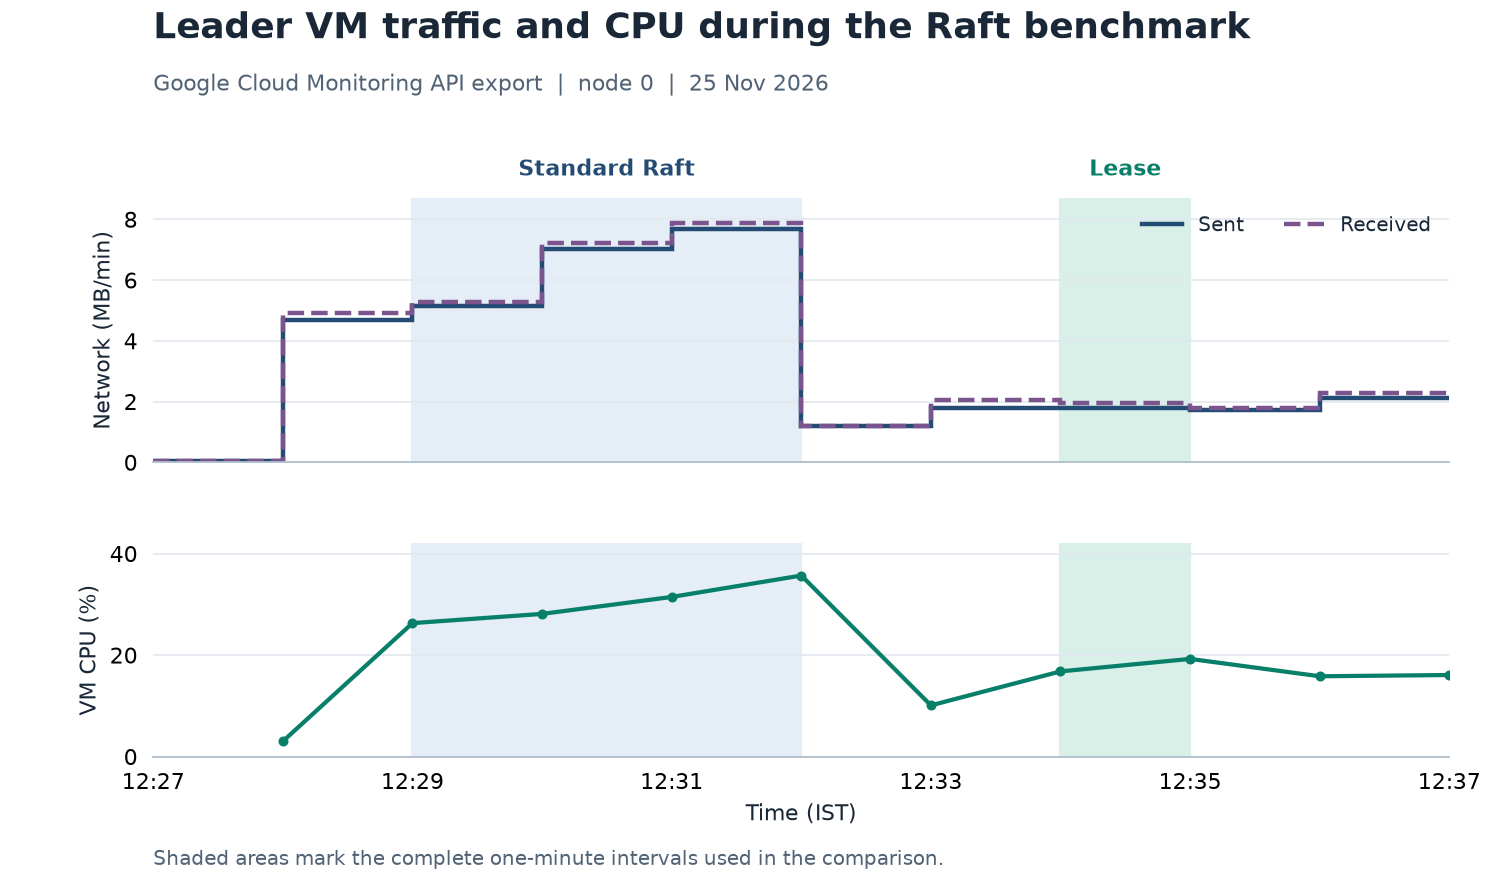 Leader VM traffic and CPU during the Raft benchmark
Google Cloud Monitoring API export | node 0 | 25 Nov 2026
Standard Raft
Lease
Sent
Received
Network (MB/min)
8
6
4
2
0
VM CPU (%)
40
20
0
12:27
12:29
12:31
12:33
12:35
12:37
Time (IST)
Shaded areas mark the complete one-minute intervals used in the comparison.